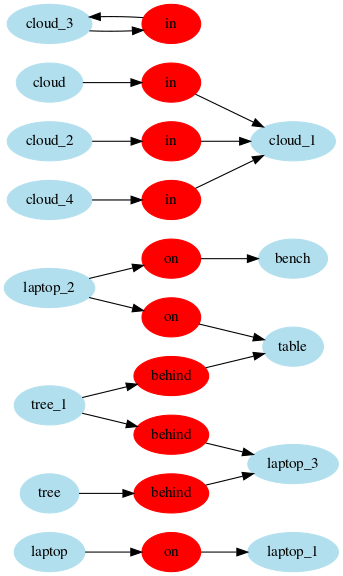 cloud_3 in
cloud in
cloud_2 in cloud_1
cloud_4 in
on bench
laptop_2
on
table
behind
tree_1
behind
laptop_3
tree behind
laptop on laptop_1